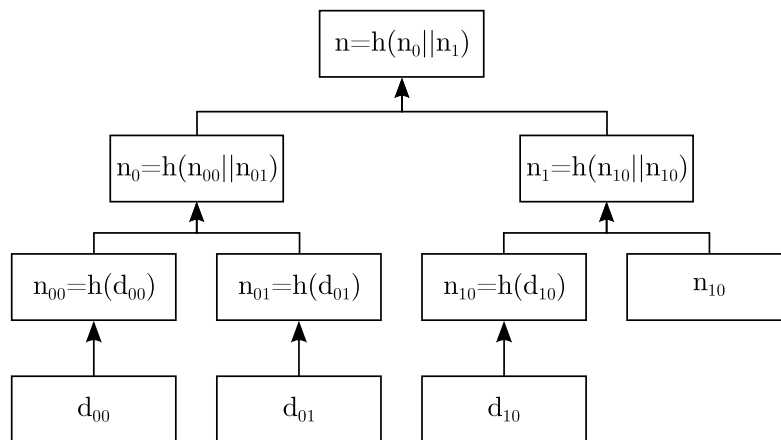 n=h(n₀||n₁)
n₀=h(n₀₀||n₀₁)
n₁=h(n₁₀||n₁₀)
n₀₀=h(d₀₀)
n₀₁=h(d₀₁)
n₁₀=h(d₁₀)
n₁₀
d₀₀
d₀₁
d₁₀